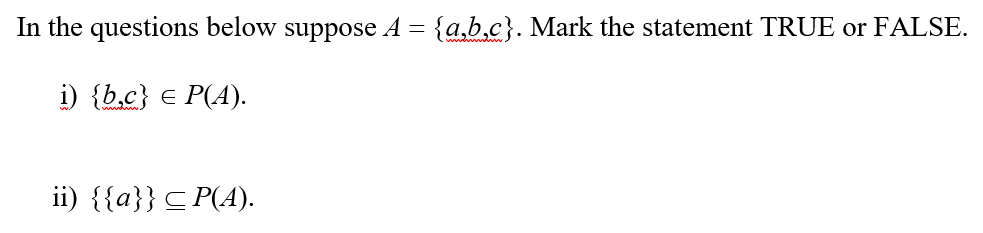 In the questions below suppose A = {a,b,c}. Mark the statement TRUE or FALSE.
i) {b,c} ∈ P(A).
ii) {{a}} ⊆ P(A).